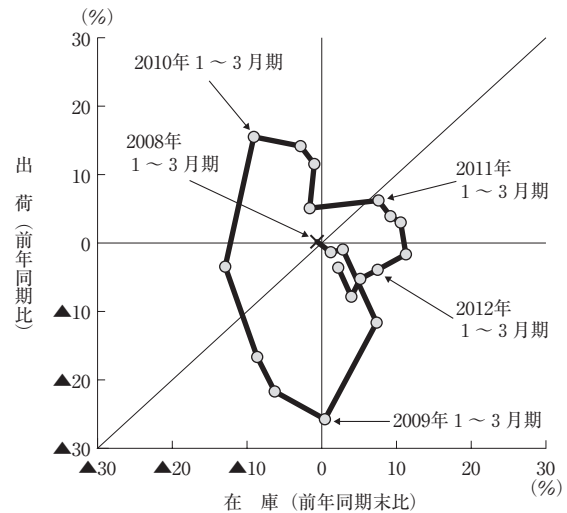 (%)
30
2010年 1 ～ 3 月期
20
2008年
1 ～ 3 月期
2011年
1 ～ 3 月期
10
出荷（前年同期比）
0
2012年
1 ～ 3 月期
▲10
▲20
2009年 1 ～ 3 月期
▲30
▲30 ▲20 ▲10 0 10 20 30
(%)
在 庫（前年同期末比）